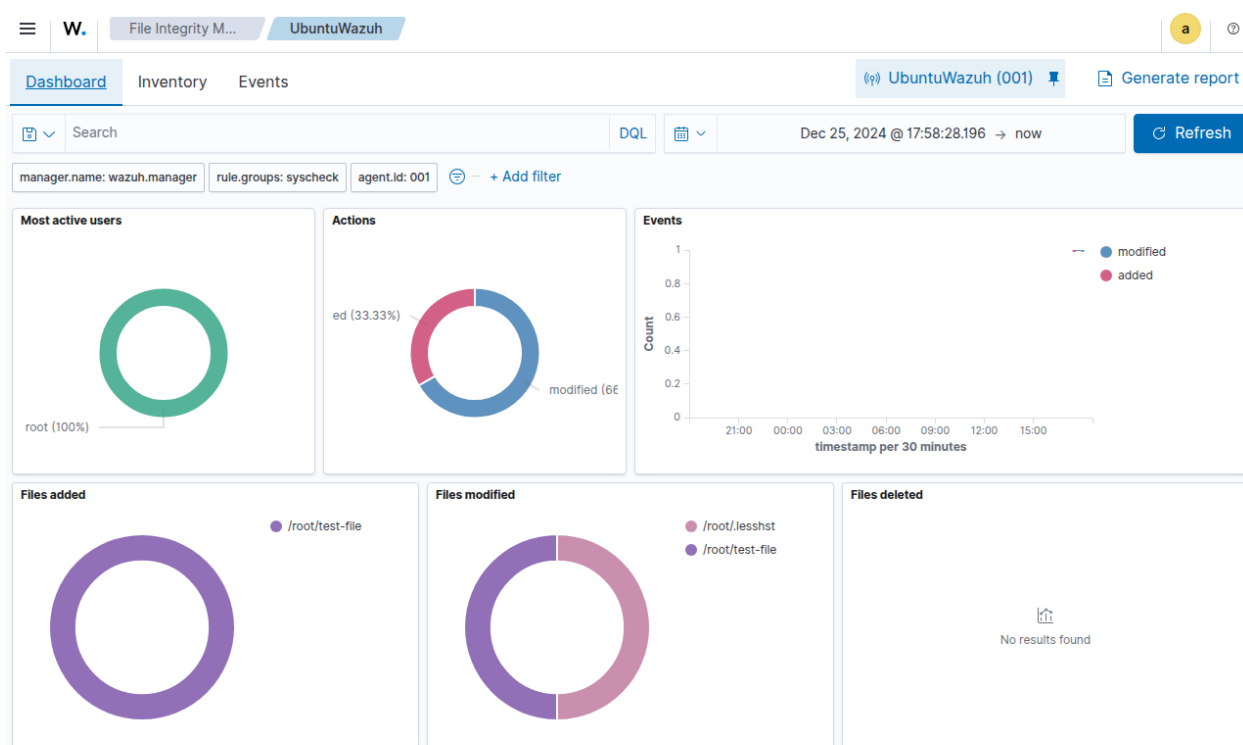 W.
File Integrity M...
UbuntuWazuh
a
Dashboard
Inventory
Events
UbuntuWazuh (001)
Generate report
Search
DQL
Dec 25, 2024 @ 17:58:28.196 → now
Refresh
manager.name: wazuh.manager
rule.groups: syscheck
agent.id: 001
+ Add filter
Most active users
root (100%)
Actions
ed (33.33%)
modified (66
Events
1
0.8
0.6
0.4
0.2
0
Count
21:00 00:00 03:00 06:00 09:00 12:00 15:00
timestamp per 30 minutes
modified
added
Files added
/root/test-file
Files modified
/root/.lesshst
/root/test-file
Files deleted
No results found